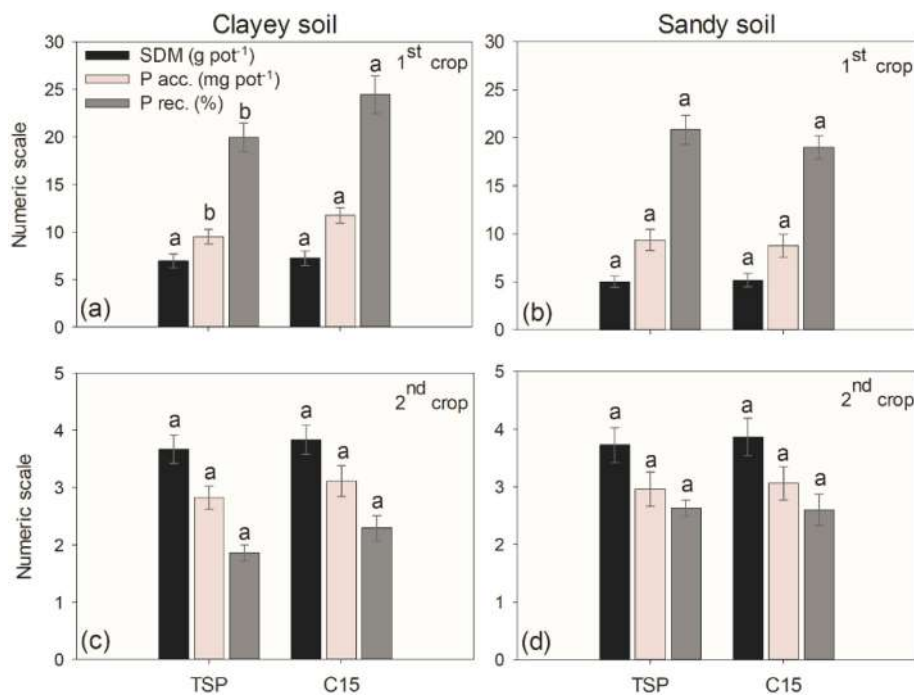 Clayey soil
Sandy soil
SDM (g pot⁻¹)
P acc. (mg pot⁻¹)
P rec. (%)
1st crop
Numeric scale
30
25
20
15
10
5
0
a
b
b
a
a
a
(a)
1st crop
30
25
20
15
10
5
0
a
a
a
a
a
a
(b)
2nd crop
Numeric scale
5
4
3
2
1
0
a
a
a
a
a
a
(c)
TSP
C15
2nd crop
5
4
3
2
1
0
a
a
a
a
a
a
(d)
TSP
C15